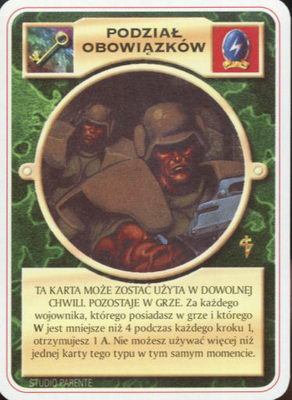 PODZIAŁ
OBOWIĄZKÓW
TA KARTA MOŻE ZOSTAĆ UŻYTA W DOWOLNEJ
CHWILI. POZOSTAJE W GRZE. Za każdego
wojownika, którego posiadasz w grze i którego
W jest mniejsze niż 4 podczas każdego kroku 1,
otrzymujesz 1 A. Nie możesz używać więcej niż
jednej karty tego typu w tym samym momencie.
STUDIO PARENTE